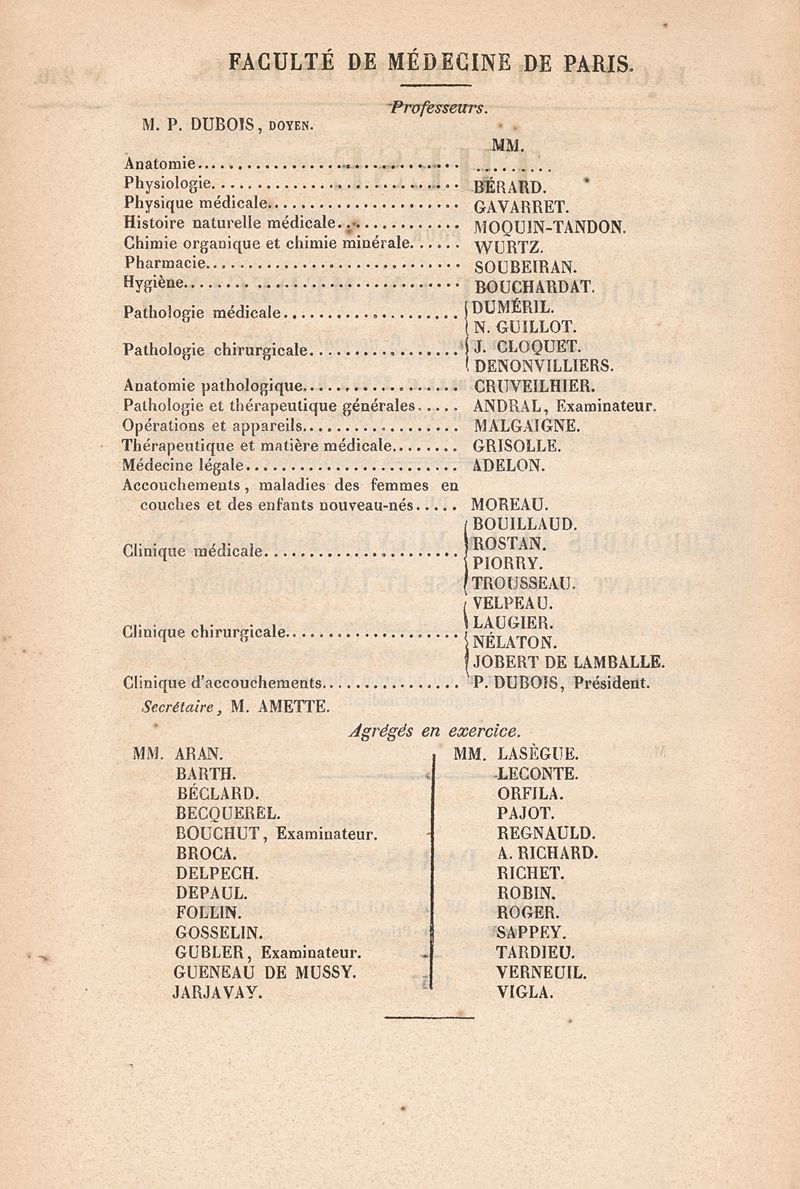 FACULTÉ DE MÉDECINE DE PARIS.
Professeurs.
M. P. DUBOIS, DOYEN.
MM.
Anatomie.............................. ..........
Physiologie.............................. BÉRARD.
Physique médicale.............................. GAVARRET.
Histoire naturelle médicale.............. MOQUIN-TANDON.
Chimie organique et chimie minérale...... WURTZ.
Pharmacie.............................. SOUBEIRAN.
Hygiène.............................. BOUCHARDAT.
Pathologie médicale.................... DUMÉRIL.
N. GUILLOT.
Pathologie chirurgicale.................. J. CLOQUET.
DENONVILLIERS.
Anatomie pathologique.................. CRUVEILHIER.
Pathologie et thérapeutique générales..... ANDRAL, Examinateur.
Opérations et appareils.................. MALGAIGNE.
Thérapeutique et matière médicale........ GRISOLLE.
Médecine légale........................ ADELON.
Accouchements, maladies des femmes en
couches et des enfants nouveau-nés..... MOREAU.
BOUILLAUD.
Clinique médicale...................... ROSTAN.
PIORRY.
TROUSSEAU.
VELPEAU.
LAUGIER.
Clinique chirurgicale.................... NÉLATON.
JOBERT DE LAMBALLE.
Clinique d'accouchements................ P. DUBOIS, Président.
Secrétaire, M. AMETTE.
Agrégés en exercice.
MM. ARAN.
BARTH.
BÉCLARD.
BECQUEREL.
BOUCHUT, Examinateur.
BROCA.
DELPECH.
DEPAUL.
FOLLIN.
GOSSELIN.
GUBLER, Examinateur.
GUENEAU DE MUSSY.
JARJAVAY.
MM. LASÈGUE.
LECONTE.
ORFILA.
PAJOT.
REGNAULD.
A. RICHARD.
RICHET.
ROBIN.
ROGER.
SAPPEY.
TARDIEU.
VERNEUIL.
VIGLA.